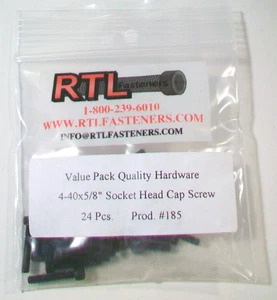 RTL
Fasteners
1-800-239-6010
WWW.RTLFASTENERS.COM
INFO@RTLFASTENERS.COM
Value Pack Quality Hardware
4-40x5/8" Socket Head Cap Screw
24 Pcs. Prod. #185